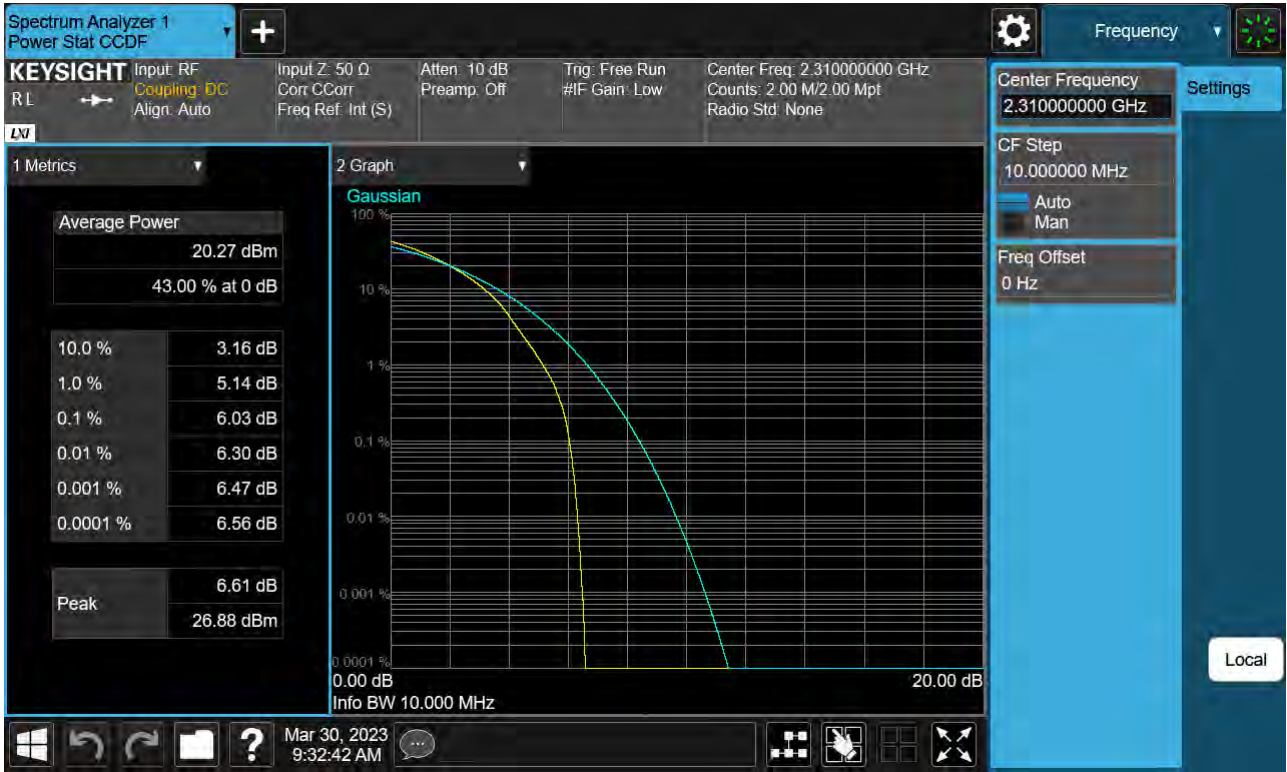 Spectrum Analyzer 1
Power Stat CCDF
Frequency
KEYSIGHT
R L
LXI
Input: RF
Coupling: DC
Align: Auto
Input Z: 50 Ω
Corr CCorr
Freq Ref: Int (S)
Atten: 10 dB
Preamp: Off
Trig: Free Run
#IF Gain: Low
Center Freq: 2.310000000 GHz
Counts: 2.00 M/2.00 Mpt
Radio Std: None
Center Frequency
2.310000000 GHz
Settings
CF Step
10.000000 MHz
Auto
Man
Freq Offset
0 Hz
1 Metrics
Average Power
20.27 dBm
43.00 % at 0 dB
10.0 % 3.16 dB
1.0 % 5.14 dB
0.1 % 6.03 dB
0.01 % 6.30 dB
0.001 % 6.47 dB
0.0001 % 6.56 dB
Peak
6.61 dB
26.88 dBm
2 Graph
Gaussian
100 %
10 %
1 %
0.1 %
0.01 %
0.001 %
0.0001 %
0.00 dB 20.00 dB
Info BW 10.000 MHz
Local
Mar 30, 2023
9:32:42 AM